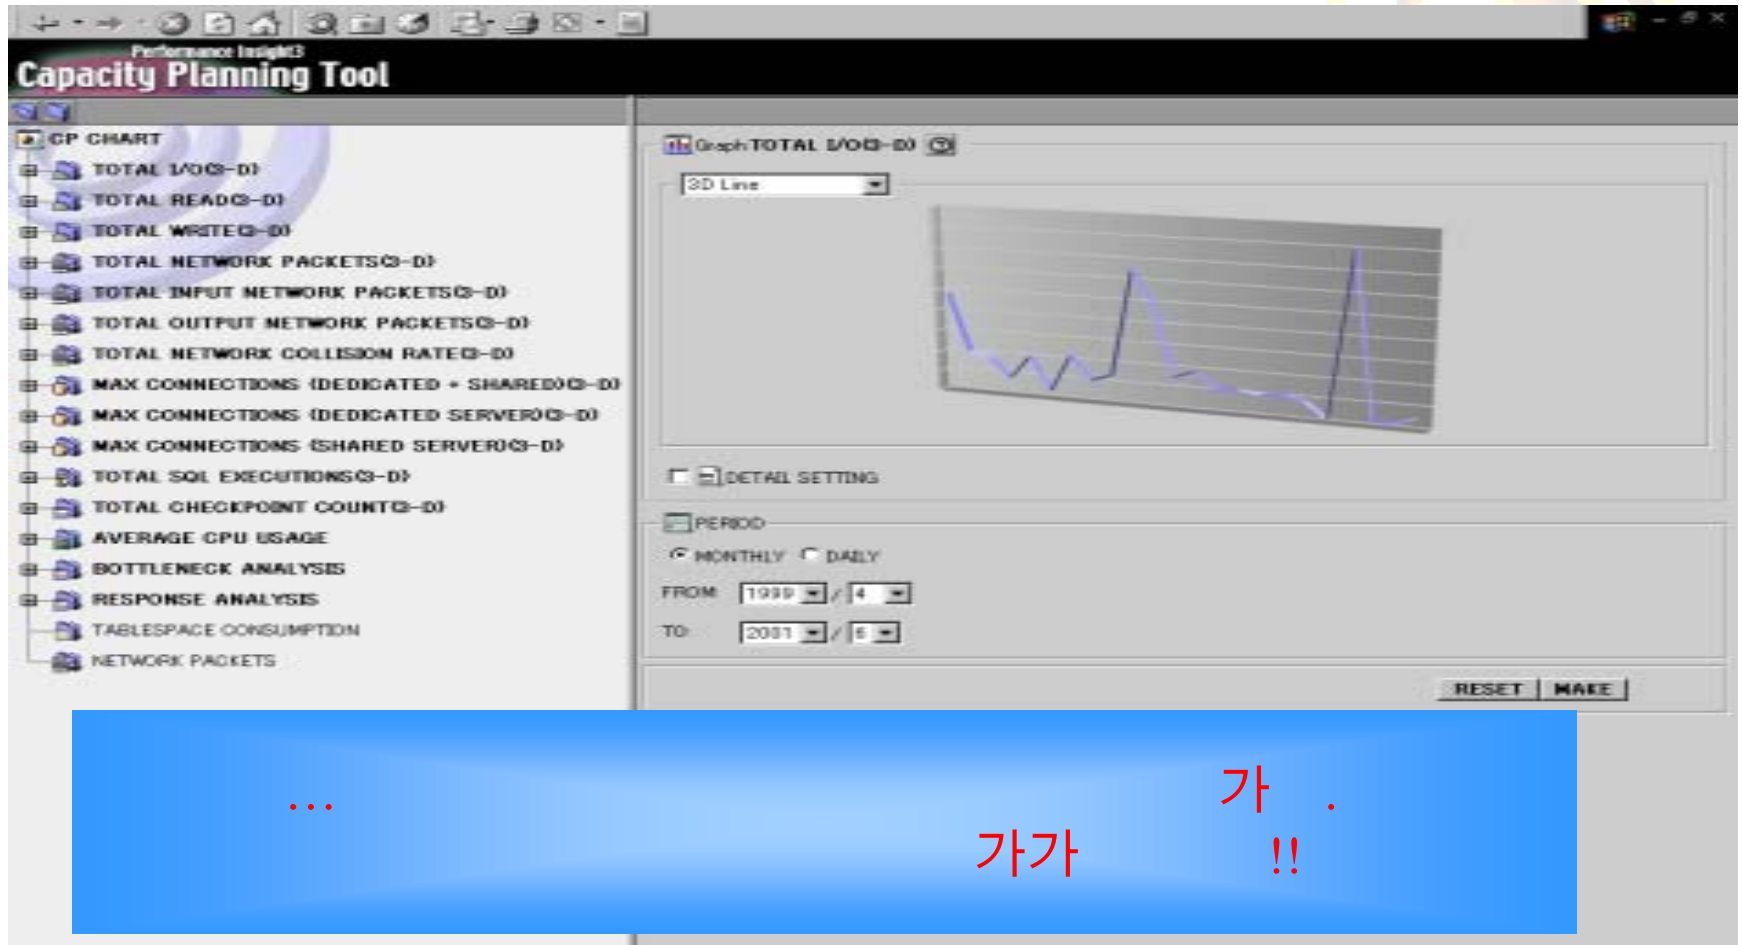 Performance Insight3
Capacity Planning Tool
CP CHART
TOTAL I/O(3-D)
TOTAL READ(3-D)
TOTAL WRITE(3-D)
TOTAL NETWORK PACKETS(3-D)
TOTAL INPUT NETWORK PACKETS(3-D)
TOTAL OUTPUT NETWORK PACKETS(3-D)
TOTAL NETWORK COLLISION RATE(3-D)
MAX CONNECTIONS (DEDICATED + SHARED)(3-D)
MAX CONNECTIONS (DEDICATED SERVER)(3-D)
MAX CONNECTIONS (SHARED SERVER)(3-D)
TOTAL SQL EXECUTIONS(3-D)
TOTAL CHECKPOINT COUNT(3-D)
AVERAGE CPU USAGE
BOTTLENECK ANALYSIS
RESPONSE ANALYSIS
TABLESPACE CONSUMPTION
NETWORK PACKETS
Graph TOTAL I/O(3-D)
3D Line
DETAIL SETTING
PERIOD
MONTHLY DAILY
FROM 1999 / 4
TO 2001 / 6
RESET MAKE
... 가 .
가가 !!